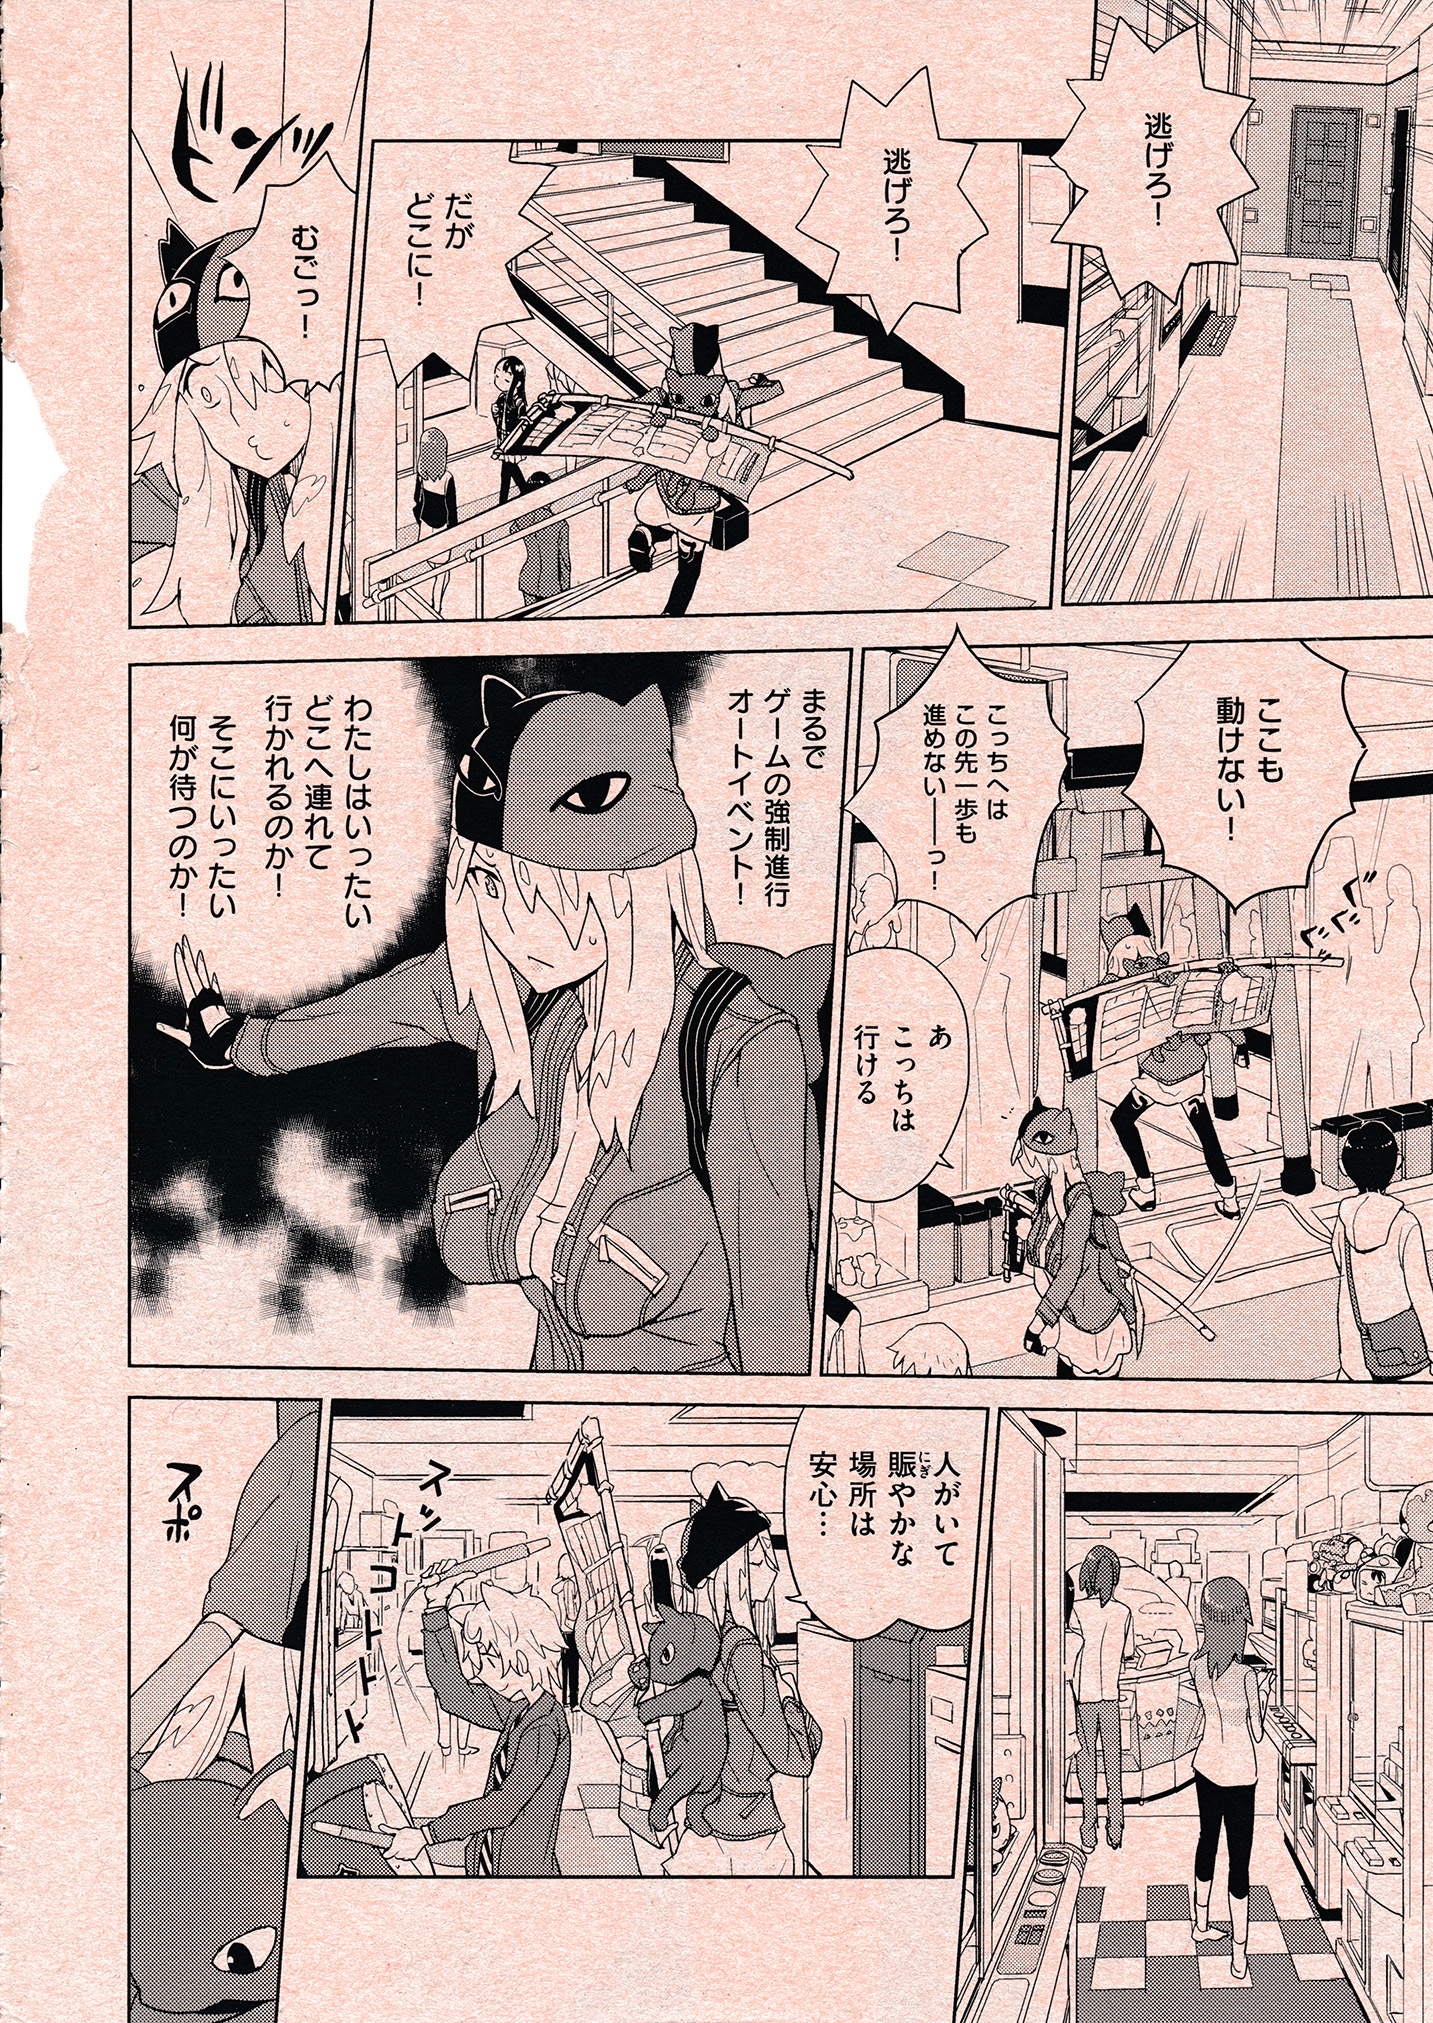 逃げろ！
逃げろ！
だが
どこに！
むごっ！
ドンッ
ここも
動けない！
こっちへは
この先一歩も
進めない――っ！
ぐぐぐ
あ
こっちは
行ける
まるで
ゲームの強制進行
オートイベント！
わたしはいったい
どこへ連れて
行かれるのか！
そこにいったい
何が待つのか！
人がいて
賑やかな
にぎ
場所は
安心…
スッ
トコトトト
スポ